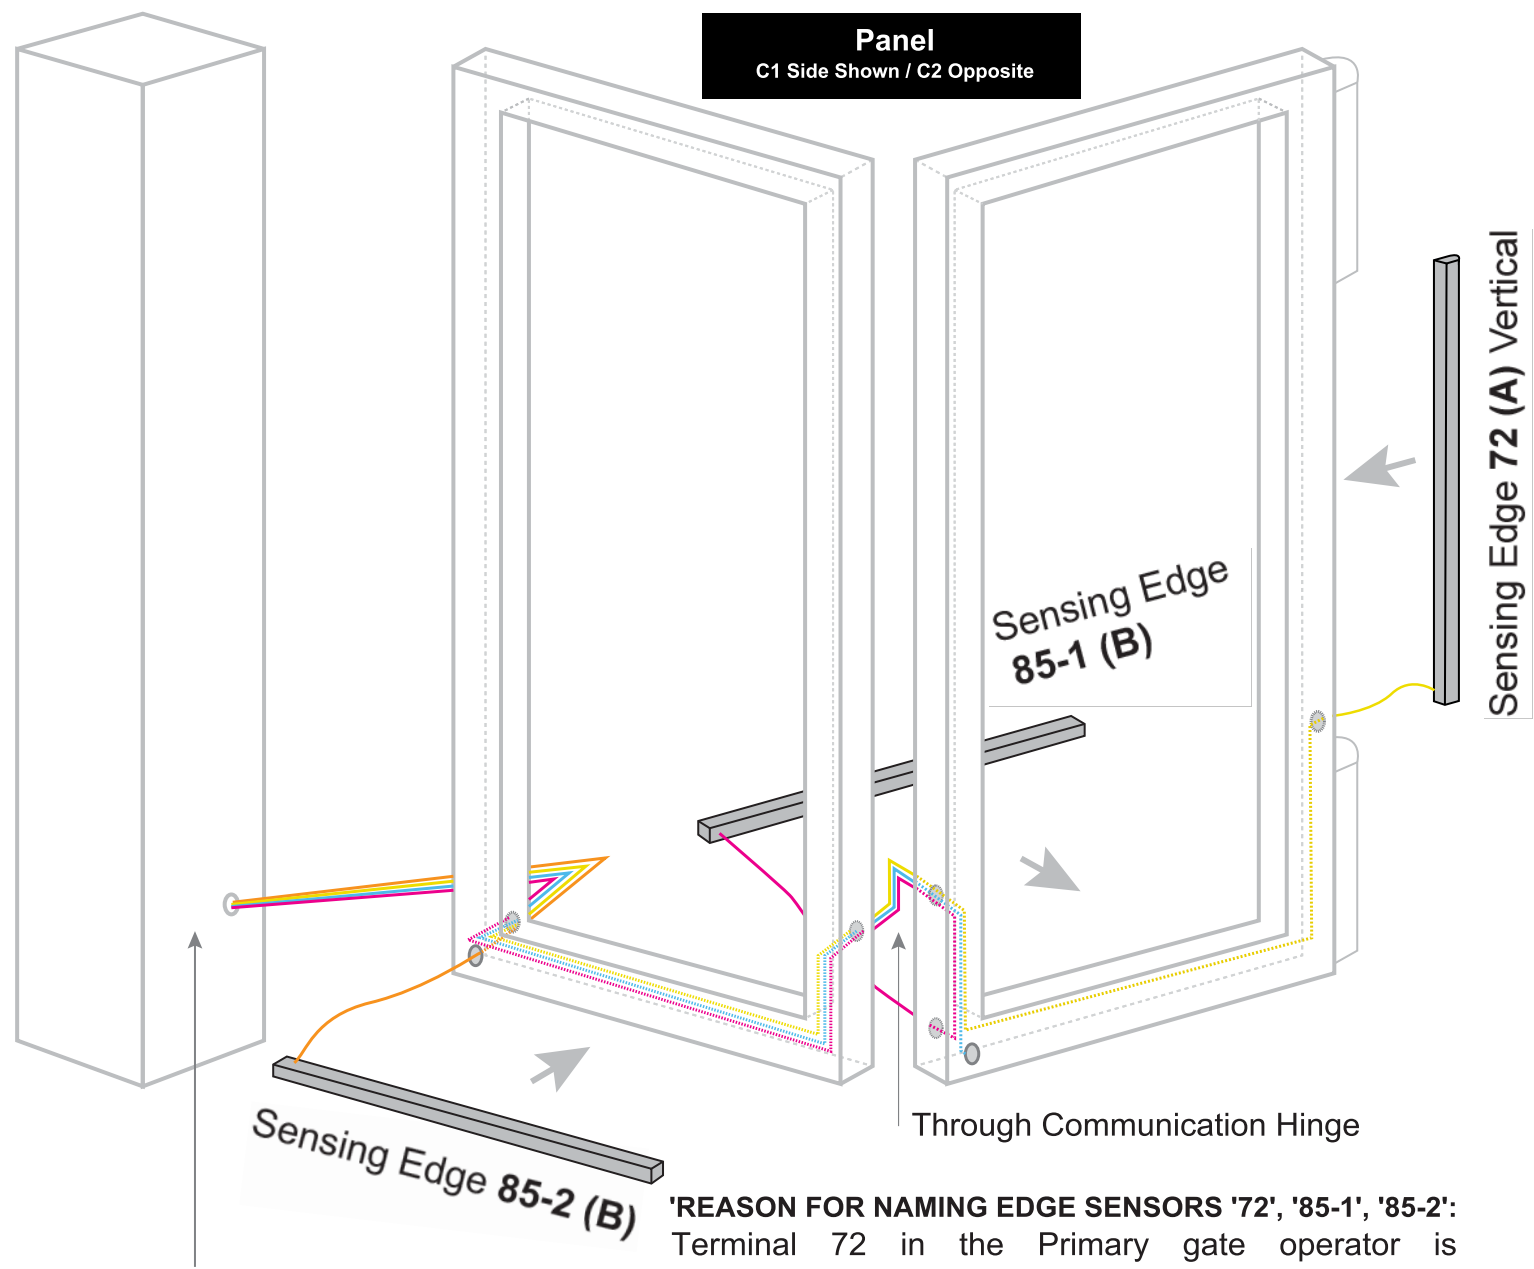 Panel
C1 Side Shown / C2 Opposite
Sensing Edge 72 (A) Vertical
Sensing Edge
85-1 (B)
Through Communication Hinge
Sensing Edge 85-2 (B)
'REASON FOR NAMING EDGE SENSORS '72', '85-1', '85-2':
Terminal 72 in the Primary gate operator is